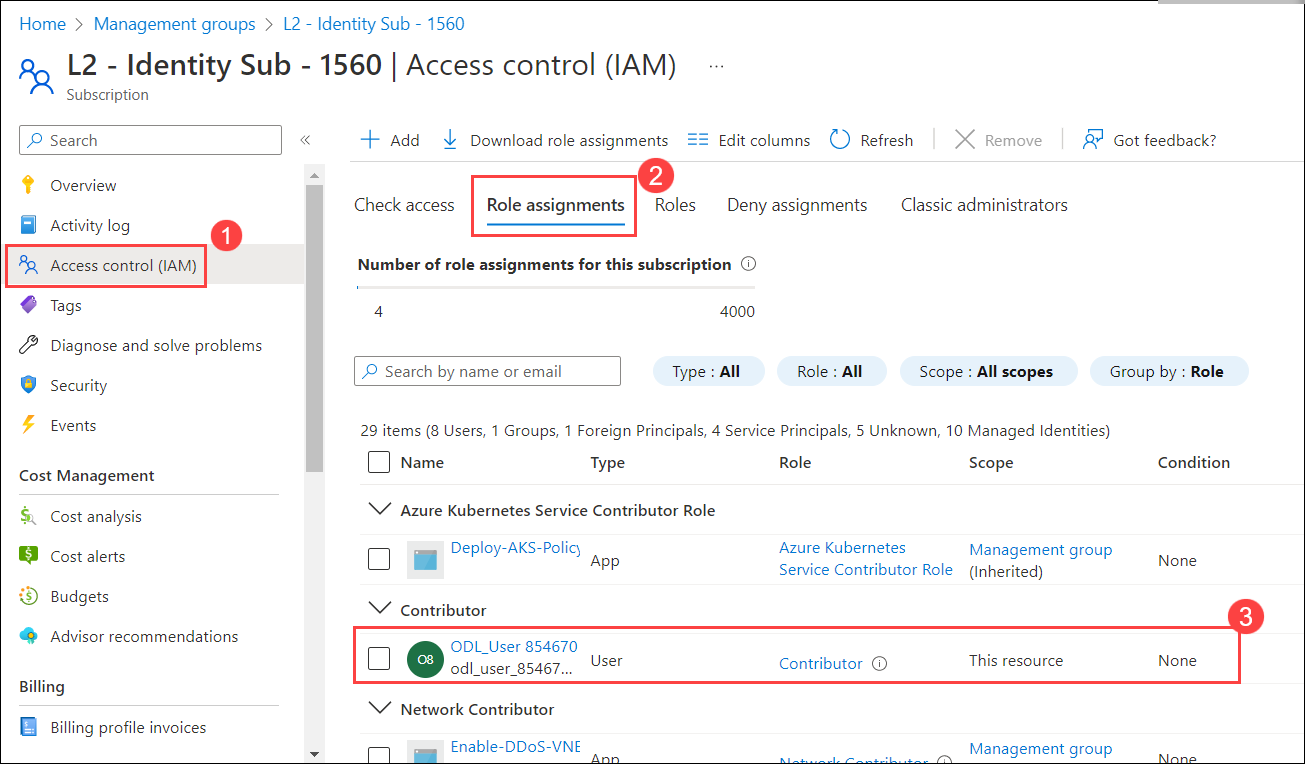 Home > Management groups > L2 - Identity Sub - 1560
L2 - Identity Sub - 1560 | Access control (IAM) ...
Subscription
Search «
Add Download role assignments Edit columns Refresh Remove Got feedback?
Overview
Activity log
1
Access control (IAM)
Tags
Diagnose and solve problems
Security
Events
Cost Management
Cost analysis
Cost alerts
Budgets
Advisor recommendations
Billing
Billing profile invoices
2
Check access Role assignments Roles Deny assignments Classic administrators
Number of role assignments for this subscription
4 4000
Search by name or email Type : All Role : All Scope : All scopes Group by : Role
29 items (8 Users, 1 Groups, 1 Foreign Principals, 4 Service Principals, 5 Unknown, 10 Managed Identities)
Name Type Role Scope Condition
Azure Kubernetes Service Contributor Role
Deploy-AKS-Policy App Azure Kubernetes Service Contributor Role Management group (Inherited) None
Contributor
3
O8 ODL_User 854670 odl_user_85467... User Contributor This resource None
Network Contributor
Enable-DDoS-VNE App Network Contributor Management group None